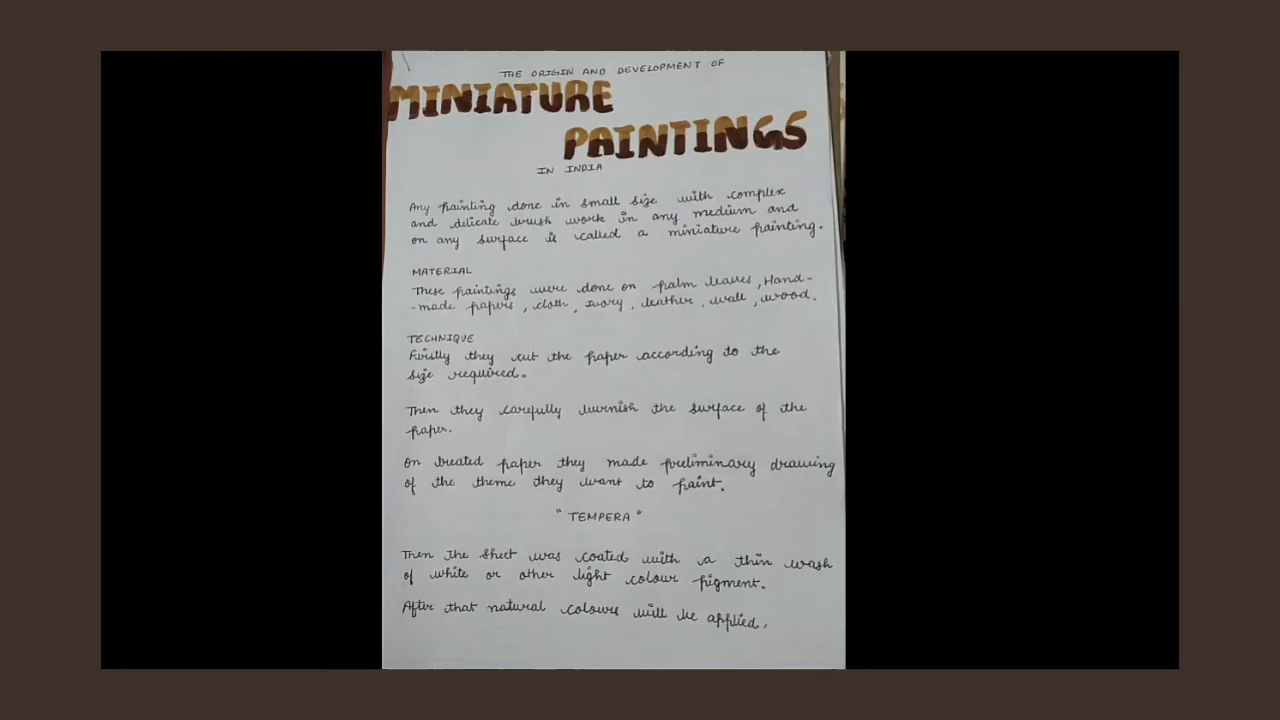 THE ORIGIN AND DEVELOPMENT OF
MINIATURE
PAINTINGS
IN INDIA
Any painting done in small size with complex
and delicate brush work in any medium and
on any surface is called a miniature painting.
MATERIAL
These paintings were done on palm leaves, Hand-
-made papers, cloth, Ivory, leather, wall, wood.
TECHNIQUE
Firstly they cut the paper according to the
size required.
Then they carefully burnish the surface of the
paper.
On treated paper they made preliminary drawing
of the theme they want to paint.
"TEMPERA"
Then the sheet was coated with a thin wash
of white or other light colour pigment.
After that natural colours will be applied.